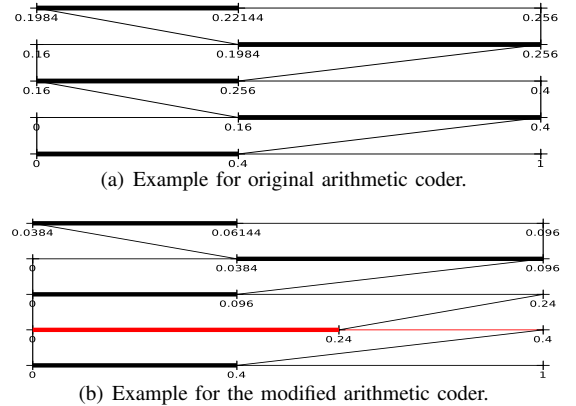 0.1984 0.22144 0.256
0.16 0.1984 0.256
0.16 0.256 0.4
0 0.16 0.4
0 0.4 1
(a) Example for original arithmetic coder.
0.0384 0.06144 0.096
0 0.0384 0.096
0 0.096 0.24
0 0.24 0.4
0 0.4 1
(b) Example for the modified arithmetic coder.